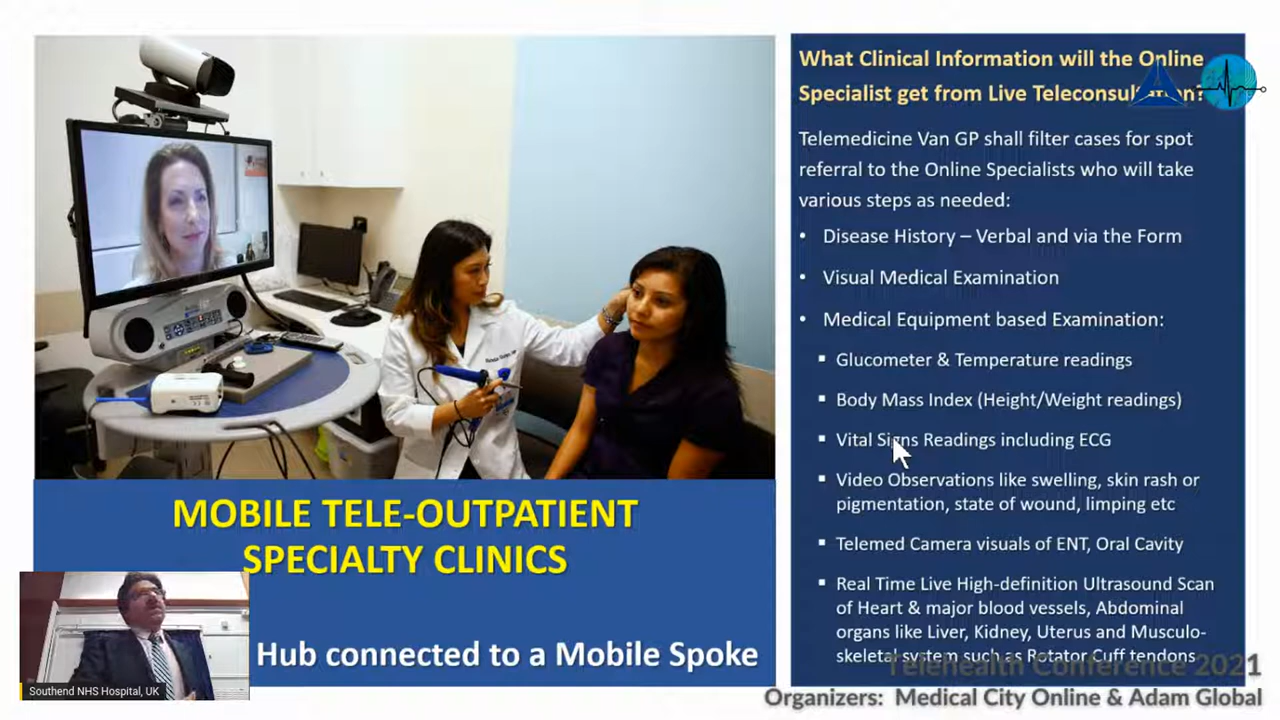 What Clinical Information will the Online
Specialist get from Live Teleconsultation?
Telemedicine Van GP shall filter cases for spot
referral to the Online Specialists who will take
various steps as needed:
• Disease History – Verbal and via the Form
• Visual Medical Examination
• Medical Equipment based Examination:
▪ Glucometer & Temperature readings
▪ Body Mass Index (Height/Weight readings)
▪ Vital Signs Readings including ECG
▪ Video Observations like swelling, skin rash or
pigmentation, state of wound, limping etc
▪ Telemed Camera visuals of ENT, Oral Cavity
▪ Real Time Live High-definition Ultrasound Scan
of Heart & major blood vessels, Abdominal
organs like Liver, Kidney, Uterus and Musculo-
skeletal system such as Rotator Cuff tendons
MOBILE TELE-OUTPATIENT
SPECIALTY CLINICS
Hub connected to a Mobile Spoke
Southend NHS Hospital, UK
Telehealth Conference 2021
Organizers: Medical City Online & Adam Global